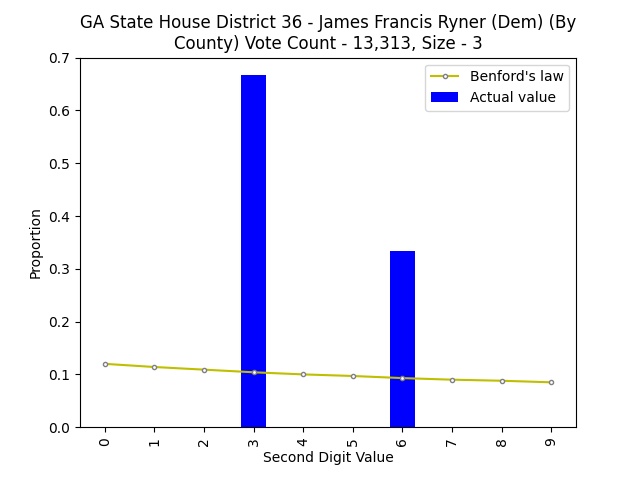 GA State House District 36 - James Francis Ryner (Dem) (By
County) Vote Count - 13,313, Size - 3
Benford's law
Actual value
0.7
0.6
0.5
0.4
0.3
0.2
0.1
0.0
Proportion
0 1 2 3 4 5 6 7 8 9
Second Digit Value